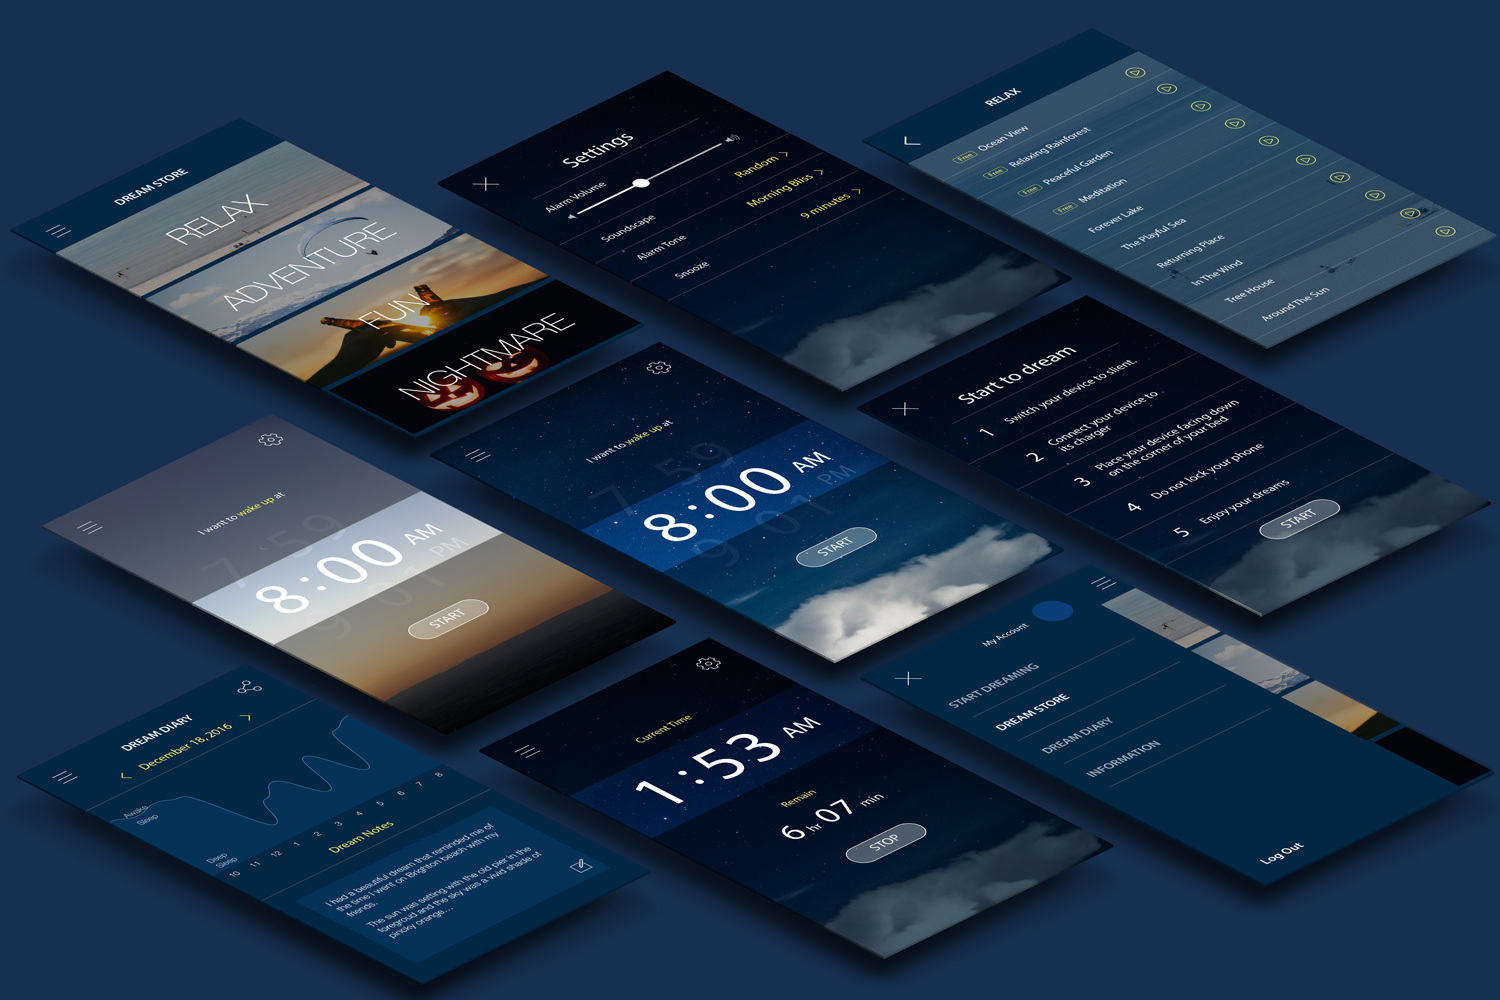 DREAM STORE
RELAX
ADVENTURE
FUN
NIGHTMARE
Settings
Alarm Volume
Soundscape
Random >
Alarm Tone
Morning Bliss >
Snooze
9 minutes >
RELAX
Free Ocean View
Free Relaxing Rainforest
Free Peaceful Garden
Free Meditation
Forever Lake
The Playful Sea
Returning Place
In The Wind
Tree House
Around The Sun
I want to wake up at
7:59
8:00 AM
9:01 PM
START
I want to wake up at
7:59
8:00 AM
9:01 PM
START
Start to dream
1 Switch your device to slient.
2 Connect your device to
its charger
3 Place your device facing down
on the corner of your bed
4 Do not lock your phone
5 Enjoy your dreams
START
DREAM DIARY
< December 18, 2016 >
Awake
Sleep
Deep
Sleep
10 11 12 1 2 3 4 5 6 7 8
Dream Notes
I had a beautiful dream that reminded me of
the time I went on Brighton beach with my
friends.
The sun was setting with the old pier in the
foregroud and the sky was a vivid shade of
pincky orange...
Current Time
1:53 AM
Remain
6 hr 07 min
STOP
My Account
START DREAMING
DREAM STORE
DREAM DIARY
INFORMATION
Log Out